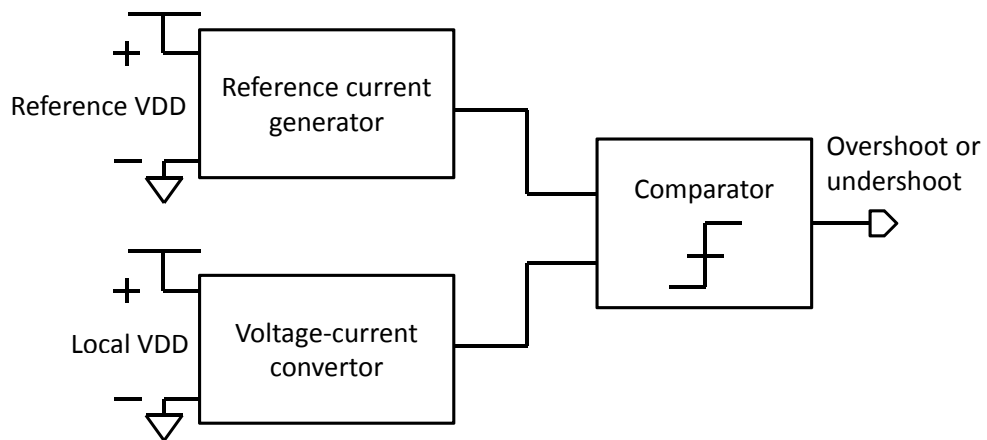 +
Reference VDD
−
Reference current
generator
+
Local VDD
−
Voltage-current
convertor
Comparator
Overshoot or
undershoot